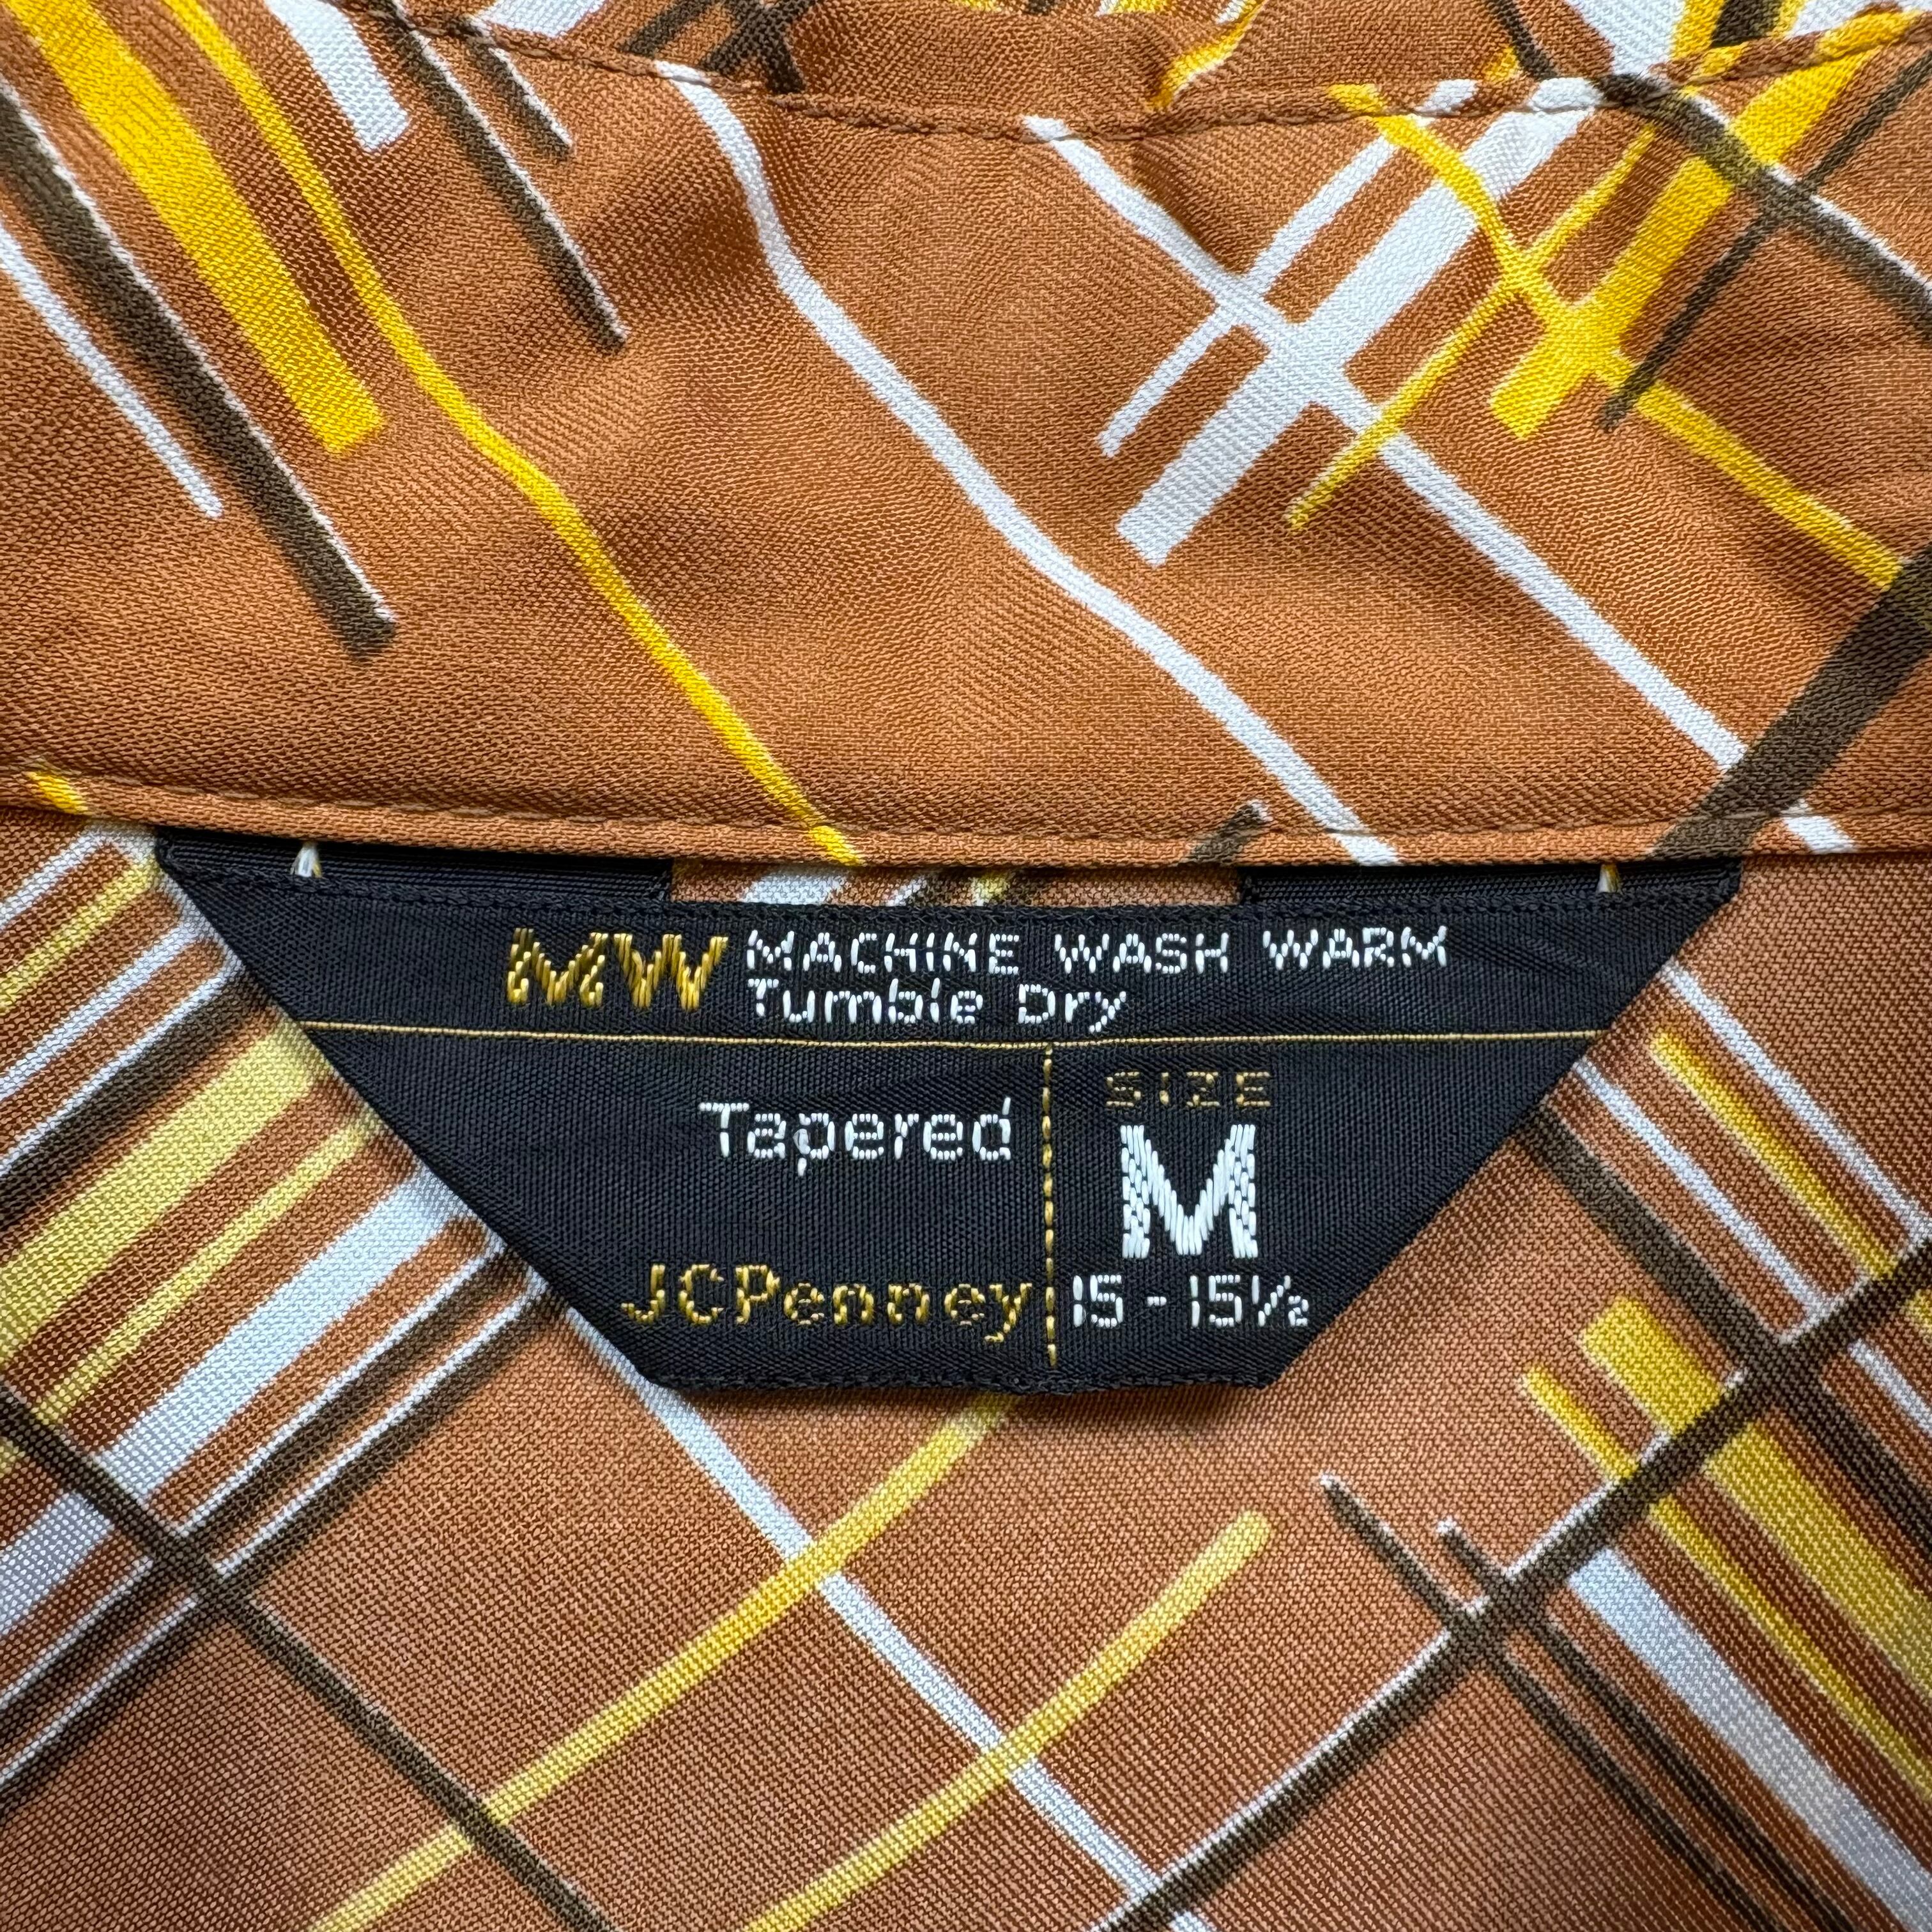 MW MACHINE WASH WARM
Tumble Dry
Tapered
JCPenney
SIZE
M
15 - 15½